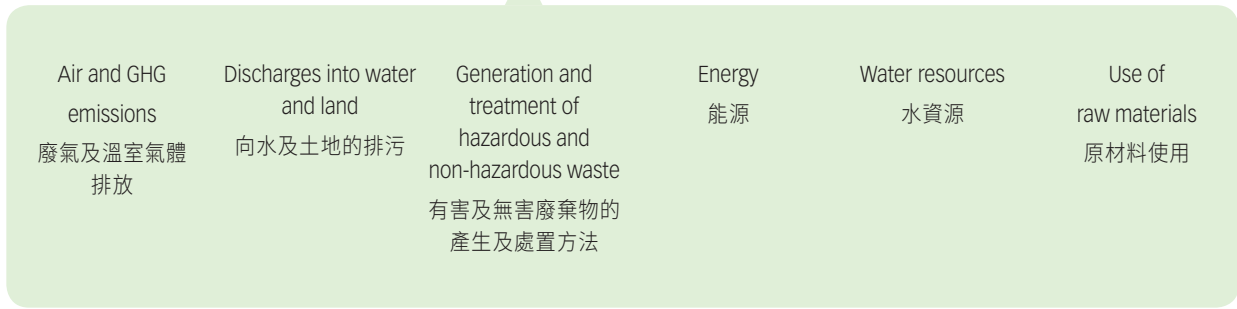 Air and GHG
emissions
廢氣及溫室氣體
排放
Discharges into water
and land
向水及土地的排污
Generation and
treatment of
hazardous and
non-hazardous waste
有害及無害廢棄物的
產生及處置方法
Energy
能源
Water resources
水資源
Use of
raw materials
原材料使用